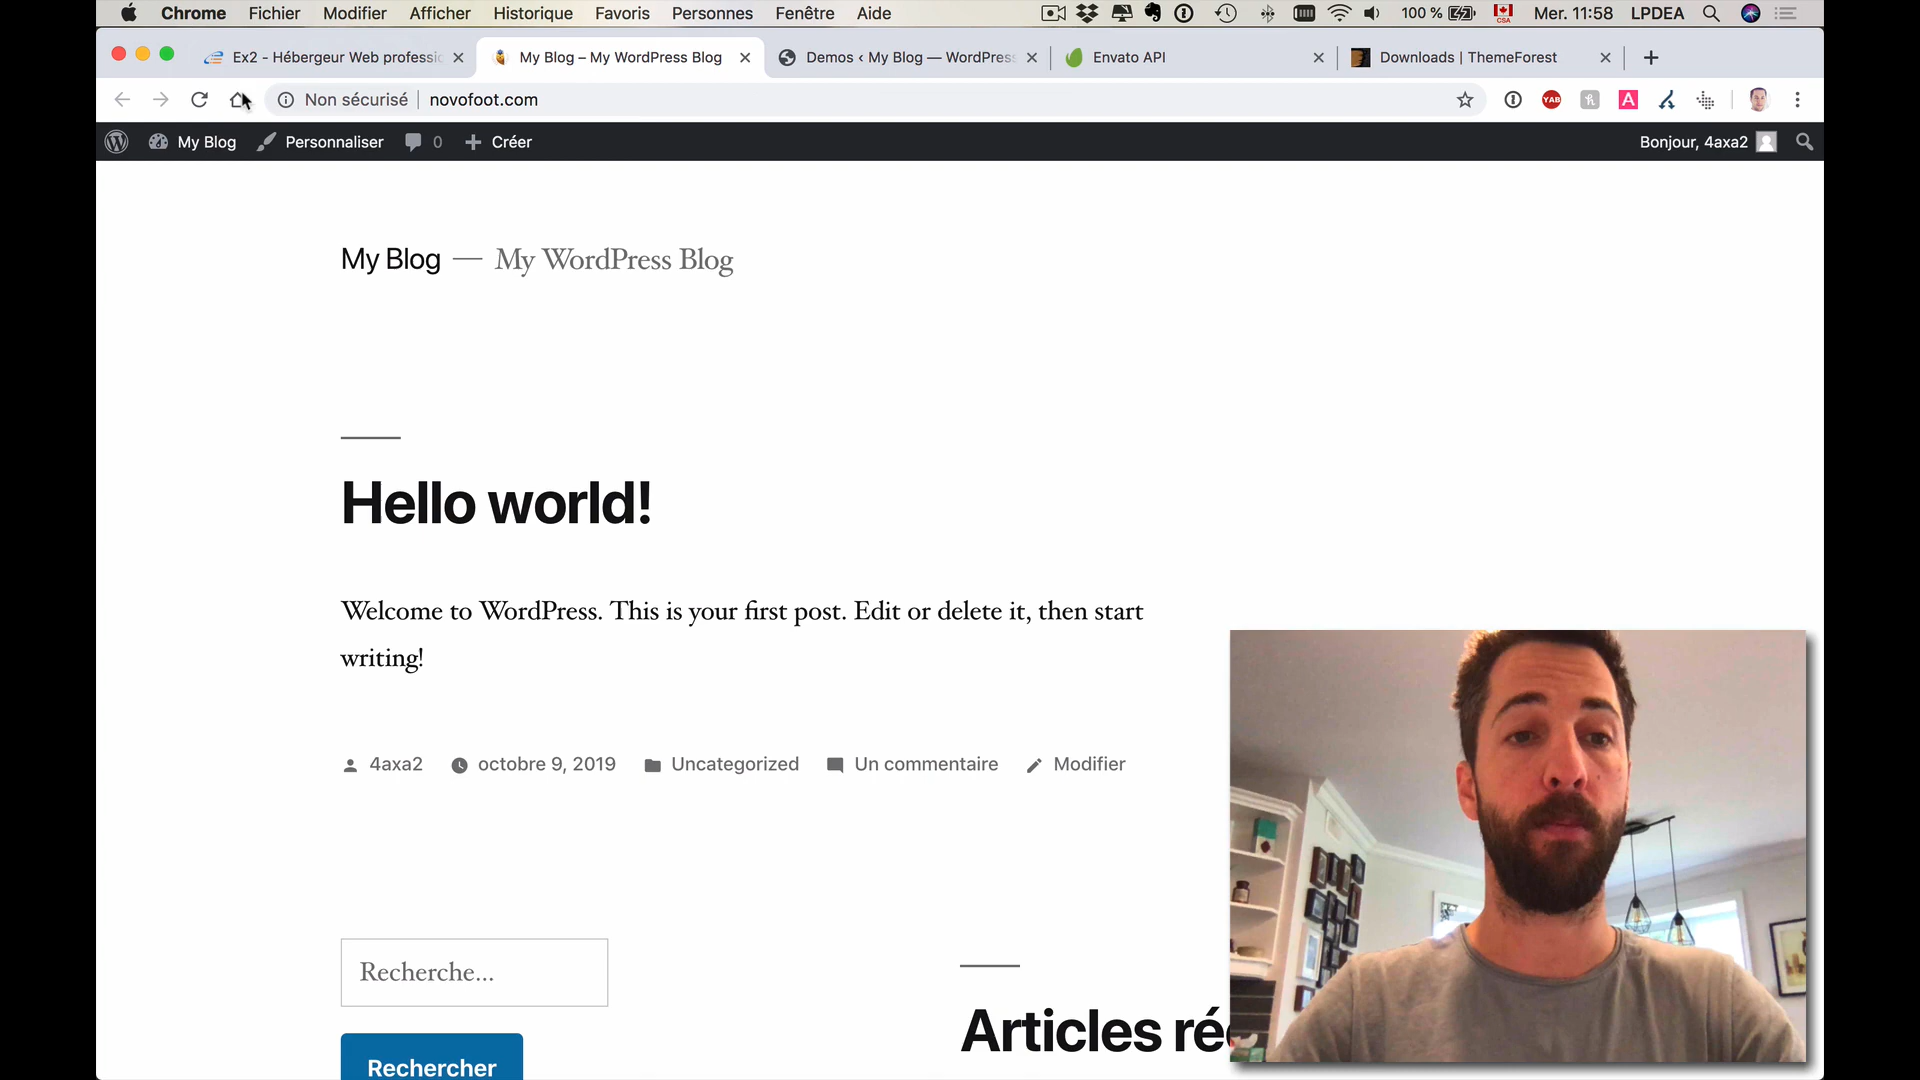 Chrome Fichier Modifier Afficher Historique Favoris Personnes Fenêtre Aide 100 % CSA Mer. 11:58 LPDEA
Ex2 - Hébergeur Web professic My Blog – My WordPress Blog Demos ‹ My Blog — WordPress Envato API Downloads | ThemeForest
Non sécurisé novofoot.com YAB A
My Blog Personnaliser 0 Créer Bonjour, 4axa2
My Blog — My WordPress Blog
Hello world!
Welcome to WordPress. This is your first post. Edit or delete it, then start
writing!
4axa2 octobre 9, 2019 Uncategorized Un commentaire Modifier
Recherche...
Articles ré
Rechercher